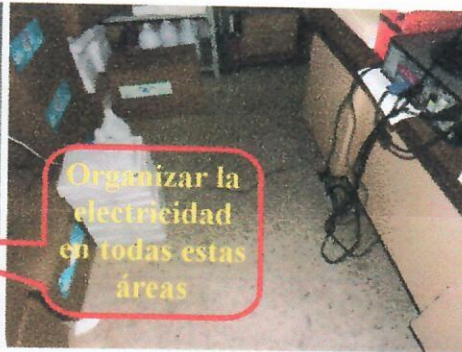 Organizar la
electricidad
en todas estas
áreas